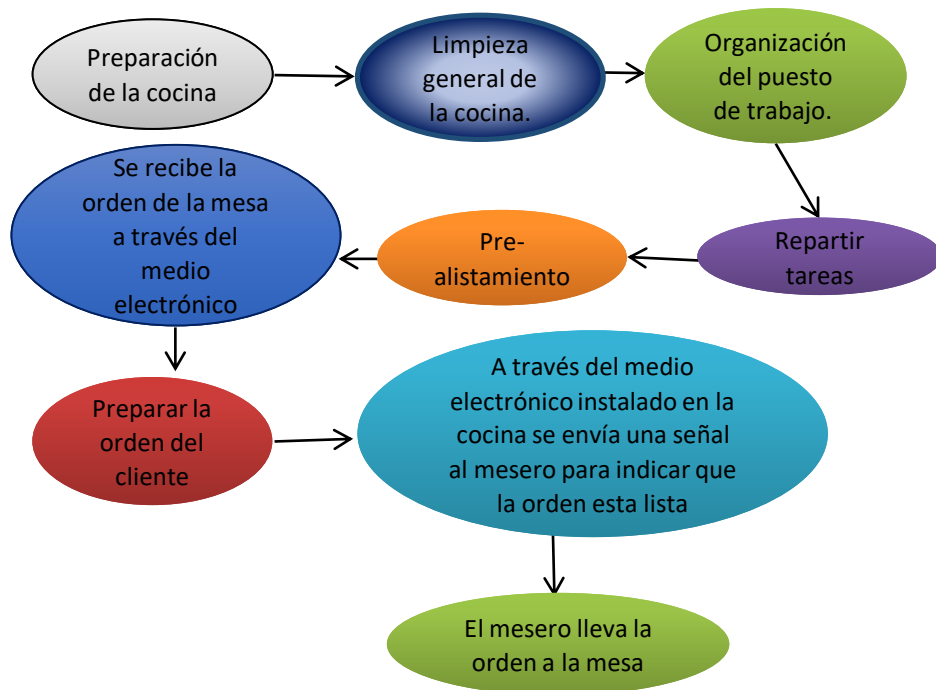 Preparación
de la cocina
Limpieza
general de
la cocina.
Organización
del puesto
de trabajo.
Repartir
tareas
Pre-
alistamiento
Se recibe la
orden de la mesa
a través del
medio
electrónico
Preparar la
orden del
cliente
A través del medio
electrónico instalado en la
cocina se envía una señal
al mesero para indicar que
la orden esta lista
El mesero lleva la
orden a la mesa